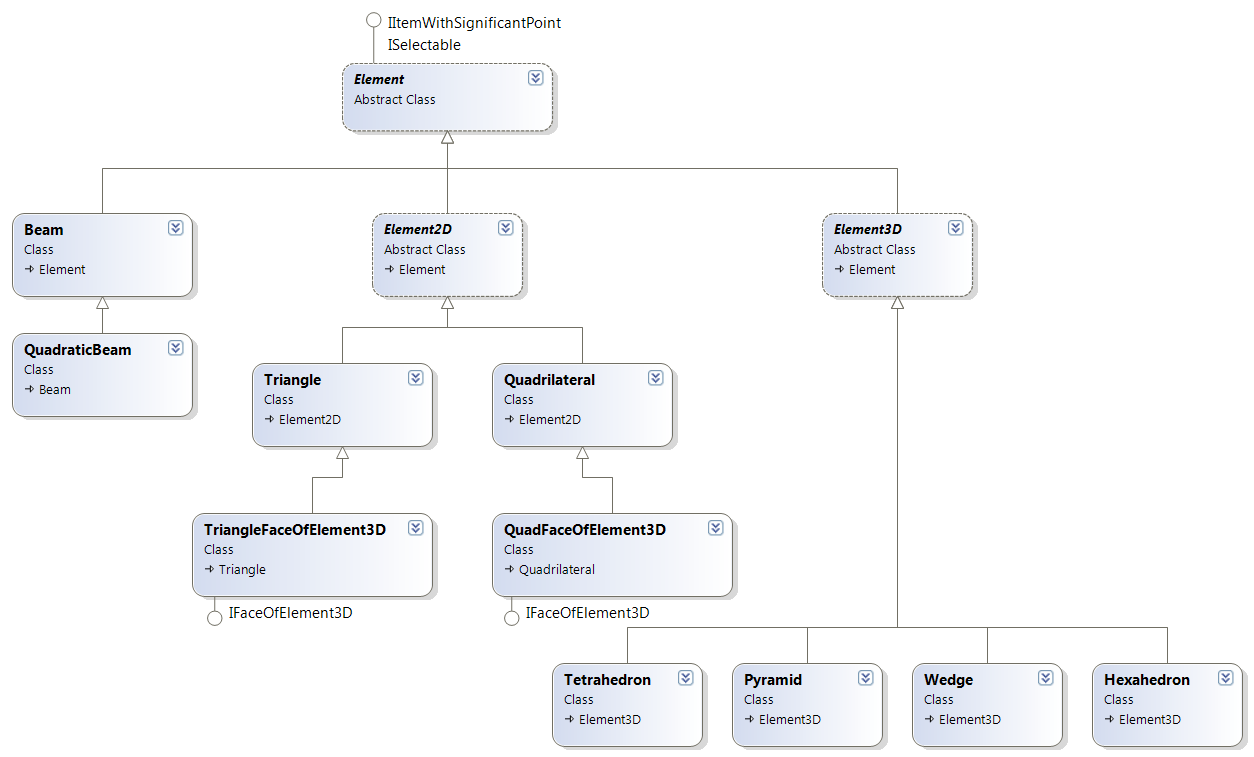 IItemWithSignificantPoint
ISelectable
Element
Abstract Class
Beam
Class
Element
Element2D
Abstract Class
Element
Element3D
Abstract Class
Element
QuadraticBeam
Class
Beam
Triangle
Class
Element2D
Quadrilateral
Class
Element2D
TriangleFaceOfElement3D
Class
Triangle
IFaceOfElement3D
QuadFaceOfElement3D
Class
Quadrilateral
IFaceOfElement3D
Tetrahedron
Class
Element3D
Pyramid
Class
Element3D
Wedge
Class
Element3D
Hexahedron
Class
Element3D